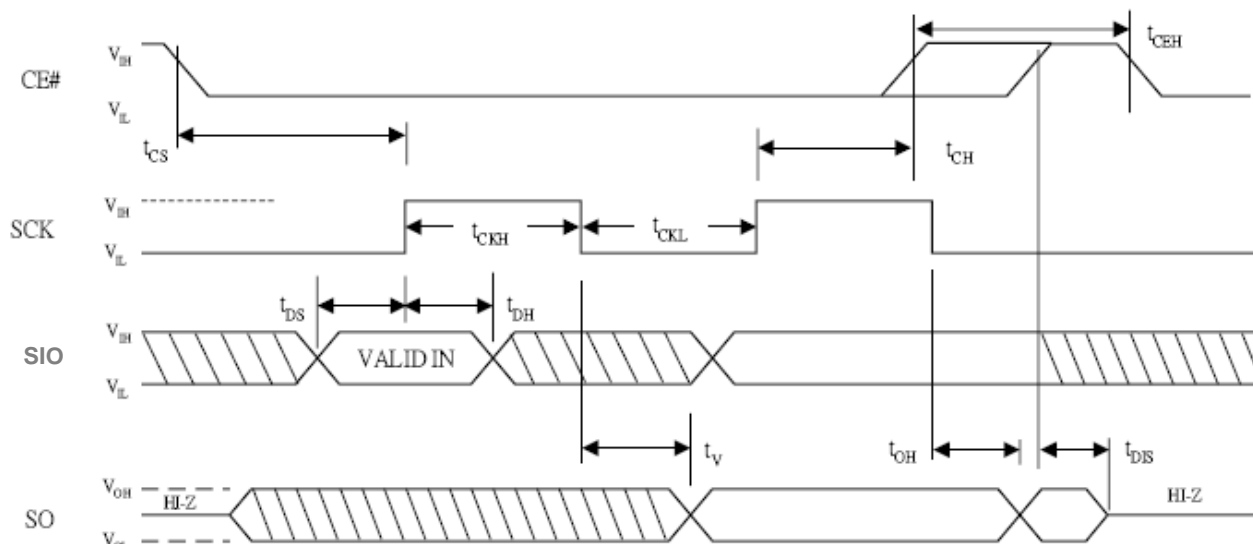 V_IH
t_CEH
CE#
V_IL
t_CS
t_CH
V_IH
SCK
t_CKH
t_CKL
V_IL
t_DS
t_DH
V_IH
SIO
VALID IN
V_IL
t_V
t_OH
t_DIS
V_OH
HI-Z
HI-Z
SO